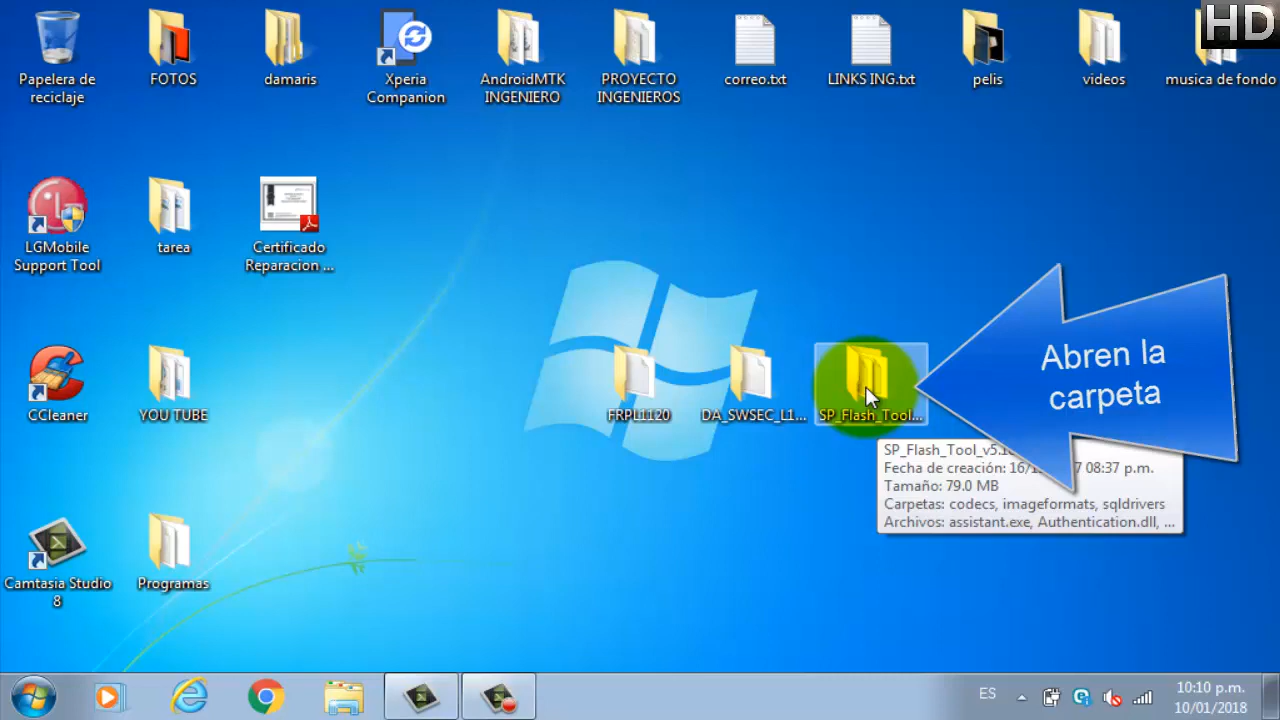 HD
Papelera de
reciclaje
FOTOS
damaris
Xperia
Companion
AndroidMTK
INGENIERO
PROYECTO
INGENIEROS
correo.txt
LINKS ING.txt
pelis
videos
musica de fondo
LGMobile
Support Tool
tarea
Certificado
Reparacion ...
CCleaner
YOU TUBE
FRPL1120
DA_SWSEC_L1...
SP_Flash_Tool...
Abren la
carpeta
SP_Flash_Tool_v5.1
Fecha de creación: 16/1 7 08:37 p.m.
Tamaño: 79.0 MB
Carpetas: codecs, imageformats, sqldrivers
Archivos: assistant.exe, Authentication.dll, ...
Camtasia Studio
8
Programas
ES
10:10 p.m.
10/01/2018